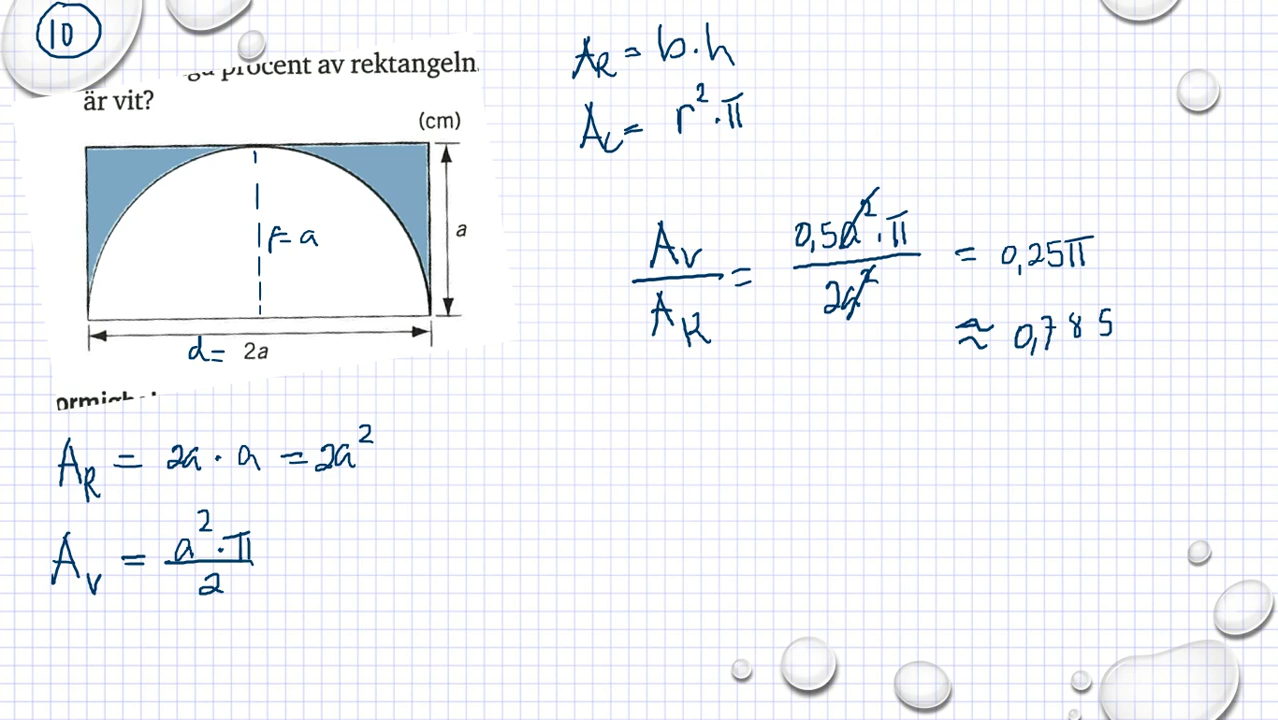 10
procent av rektangeln
är vit?
(cm)
r = a
a
d = 2a
A_R = 2a · a = 2a²
A_V = a² · π / 2
A_R = b · h
A_C = r² · π
A_V / A_R = 0,5a² · π / 2a² = 0,25π
≈ 0,785